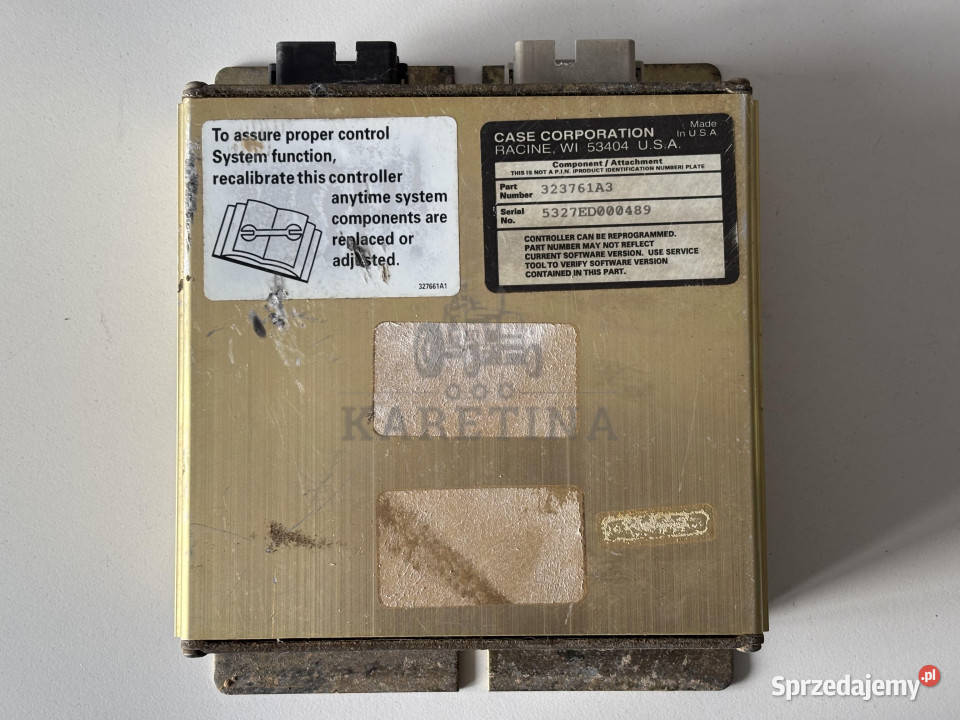 To assure proper control
System function,
recalibrate this controller
anytime system
components are
replaced or
adjusted.
327661A1
CASE CORPORATION
Made
In U.S.A.
RACINE, WI 53404 U.S.A.
Component / Attachment
THIS IS NOT A P.I.N. (PRODUCT IDENTIFICATION NUMBER) PLATE
Part
Number
323761A3
Serial
No.
5327ED000489
CONTROLLER CAN BE REPROGRAMMED.
PART NUMBER MAY NOT REFLECT
CURRENT SOFTWARE VERSION. USE SERVICE
TOOL TO VERIFY SOFTWARE VERSION
CONTAINED IN THIS PART.
KARETINA
Sprzedajemy.pl